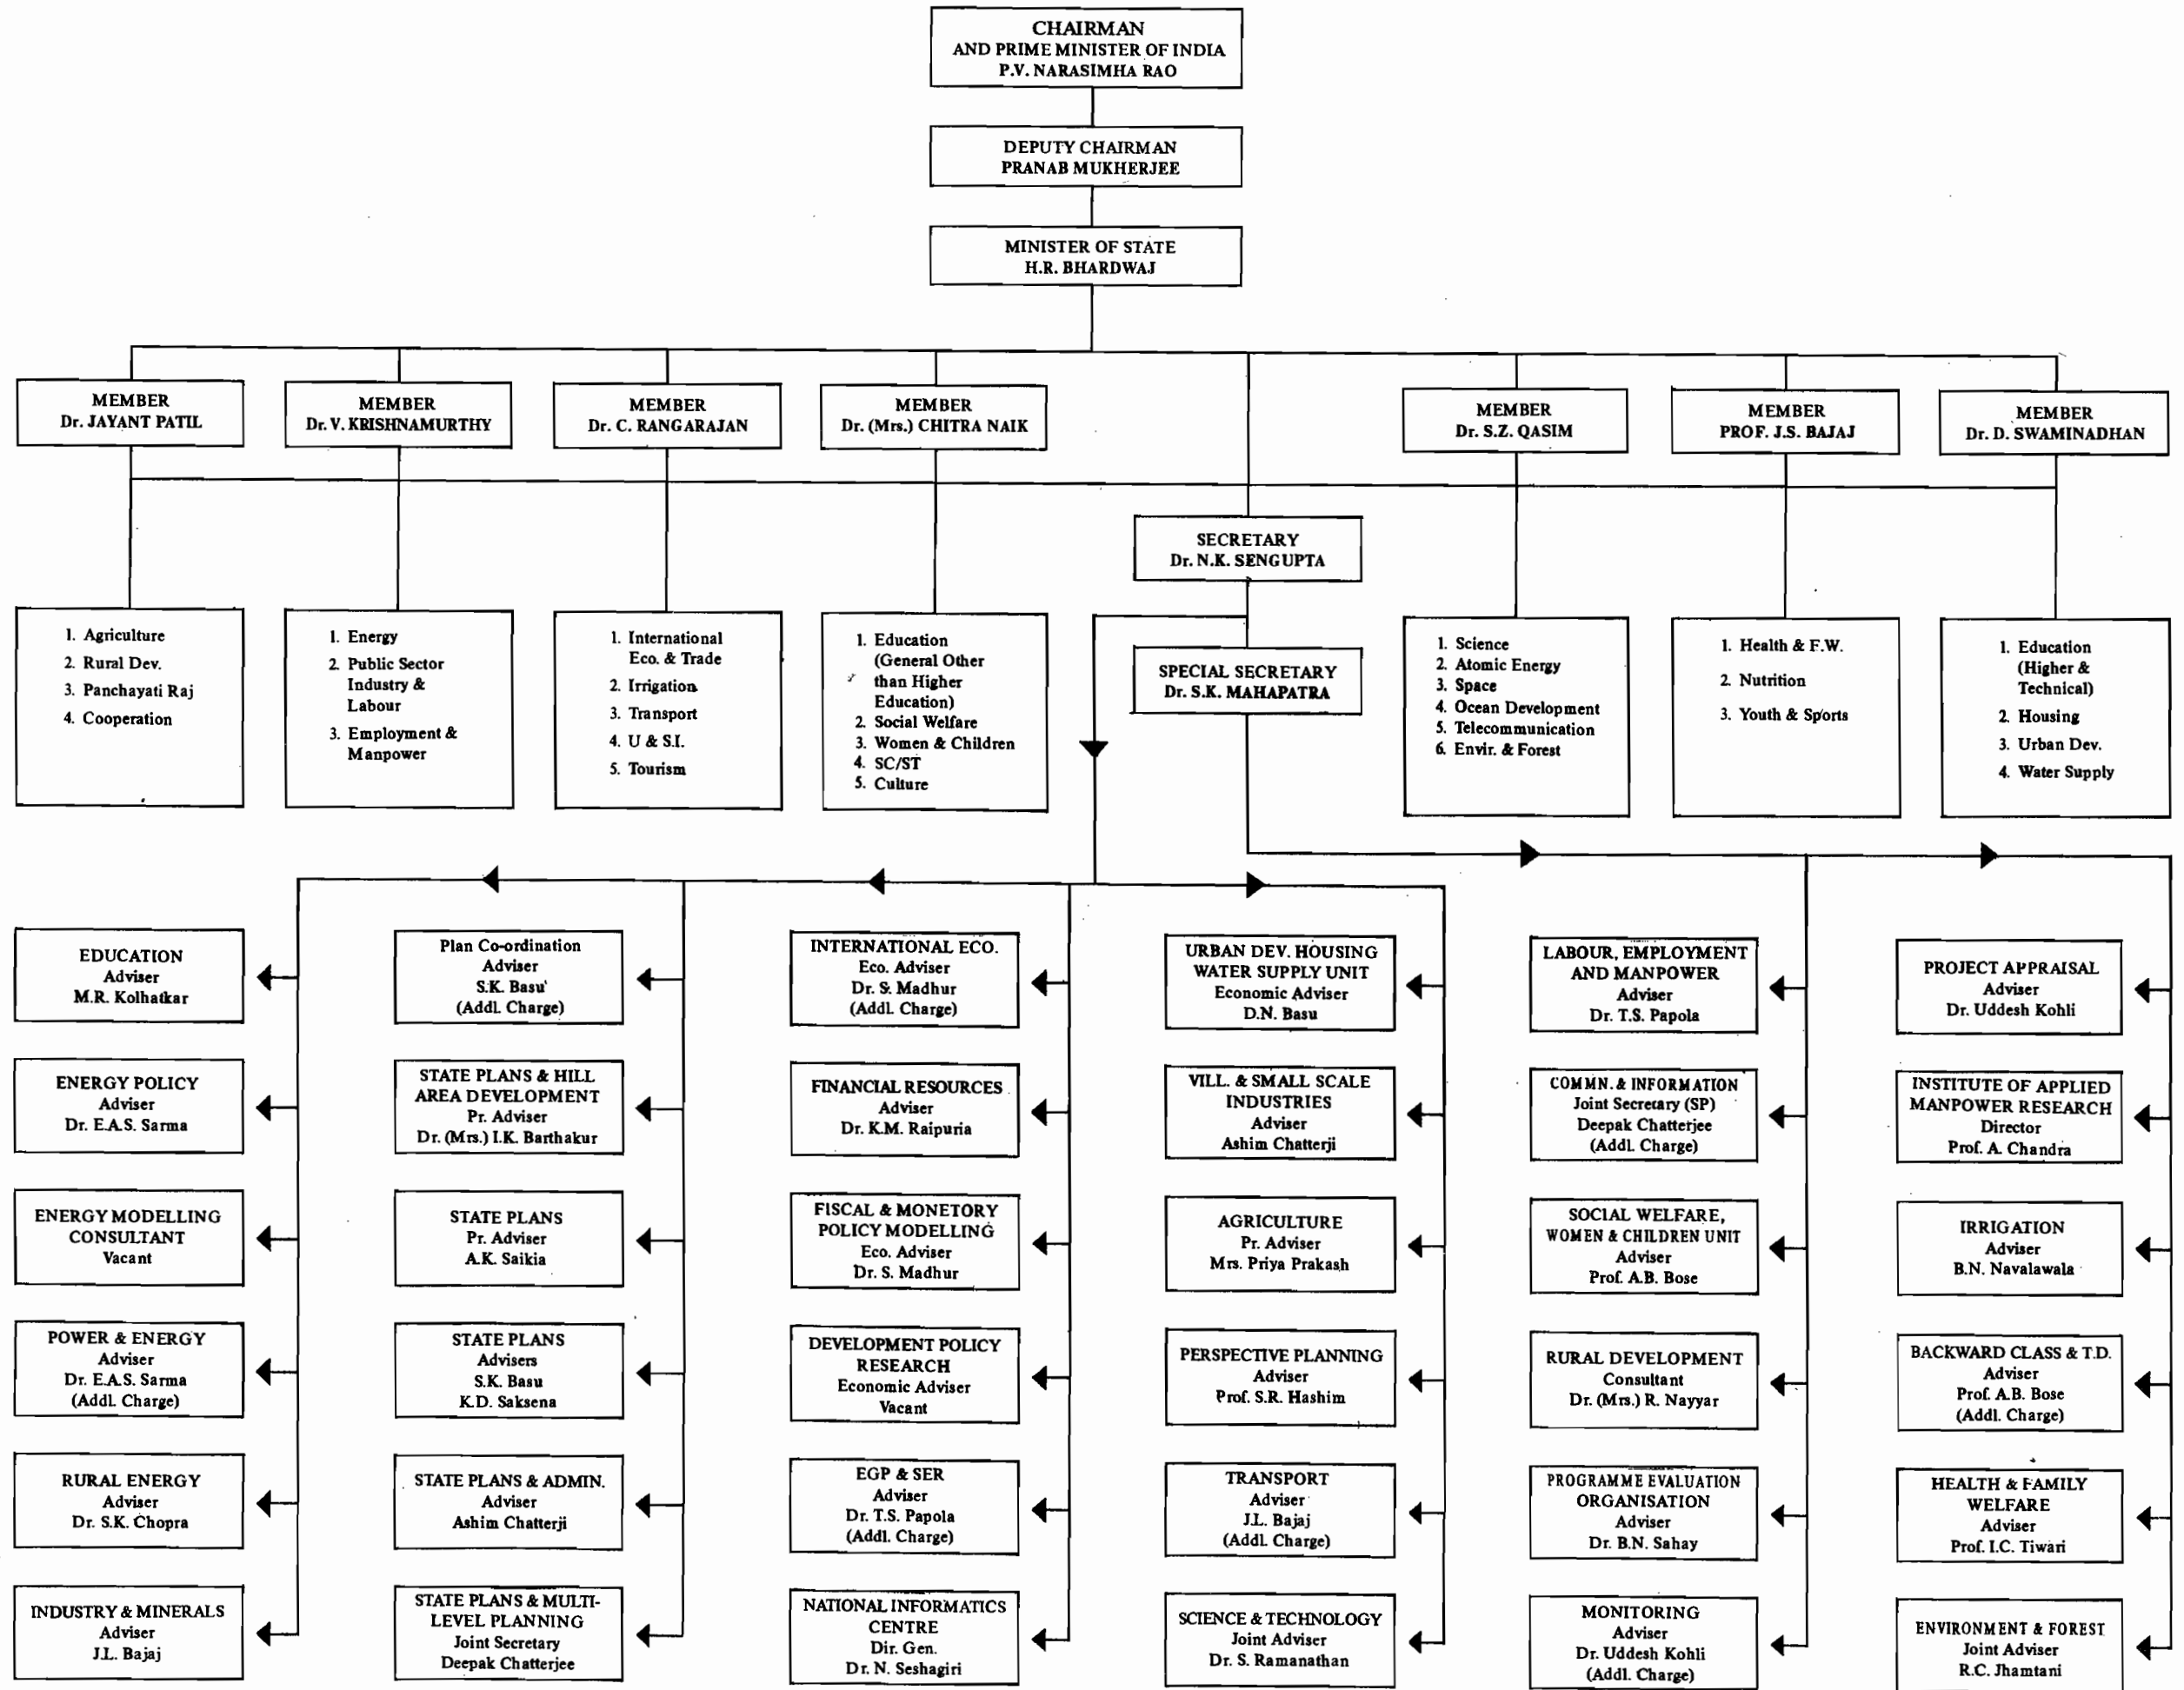 CHAIRMAN
AND PRIME MINISTER OF INDIA
P.V. NARASIMHA RAO
DEPUTY CHAIRMAN
PRANAB MUKHERJEE
MINISTER OF STATE
H.R. BHARDWAJ
MEMBER
Dr. JAYANT PATIL
MEMBER
Dr. V. KRISHNAMURTHY
MEMBER
Dr. C. RANGARAJAN
MEMBER
Dr. (Mrs.) CHITRA NAIK
MEMBER
Dr. S.Z. QASIM
MEMBER
PROF. J.S. BAJAJ
MEMBER
Dr. D. SWAMINADHAN
SECRETARY
Dr. N.K. SENGUPTA
SPECIAL SECRETARY
Dr. S.K. MAHAPATRA
1. Agriculture
2. Rural Dev.
3. Panchayati Raj
4. Cooperation
1. Energy
2. Public Sector
Industry &
Labour
3. Employment &
Manpower
1. International
Eco. & Trade
2. Irrigation
3. Transport
4. U & S.I.
5. Tourism
1. Education
(General Other
than Higher
Education)
2. Social Welfare
3. Women & Children
4. SC/ST
5. Culture
1. Science
2. Atomic Energy
3. Space
4. Ocean Development
5. Telecommunication
6. Envir. & Forest
1. Health & F.W.
2. Nutrition
3. Youth & Sports
1. Education
(Higher &
Technical)
2. Housing
3. Urban Dev.
4. Water Supply
EDUCATION
Adviser
M.R. Kolhatkar
ENERGY POLICY
Adviser
Dr. E.A.S. Sarma
ENERGY MODELLING
CONSULTANT
Vacant
POWER & ENERGY
Adviser
Dr. E.A.S. Sarma
(Addl. Charge)
RURAL ENERGY
Adviser
Dr. S.K. Chopra
INDUSTRY & MINERALS
Adviser
J.L. Bajaj
Plan Co-ordination
Adviser
S.K. Basu
(Addl. Charge)
STATE PLANS & HILL
AREA DEVELOPMENT
Pr. Adviser
Dr. (Mrs.) I.K. Barthakur
STATE PLANS
Pr. Adviser
A.K. Saikia
STATE PLANS
Advisers
S.K. Basu
K.D. Saksena
STATE PLANS & ADMIN.
Adviser
Ashim Chatterji
STATE PLANS & MULTI-
LEVEL PLANNING
Joint Secretary
Deepak Chatterjee
INTERNATIONAL ECO.
Eco. Adviser
Dr. S. Madhur
(Addl. Charge)
FINANCIAL RESOURCES
Adviser
Dr. K.M. Raipuria
FISCAL & MONETORY
POLICY MODELLING
Eco. Adviser
Dr. S. Madhur
DEVELOPMENT POLICY
RESEARCH
Economic Adviser
Vacant
EGP & SER
Adviser
Dr. T.S. Papola
(Addl. Charge)
NATIONAL INFORMATICS
CENTRE
Dir. Gen.
Dr. N. Seshagiri
URBAN DEV. HOUSING
WATER SUPPLY UNIT
Economic Adviser
D.N. Basu
VILL. & SMALL SCALE
INDUSTRIES
Adviser
Ashim Chatterji
AGRICULTURE
Pr. Adviser
Mrs. Priya Prakash
PERSPECTIVE PLANNING
Adviser
Prof. S.R. Hashim
TRANSPORT
Adviser
J.L. Bajaj
(Addl. Charge)
SCIENCE & TECHNOLOGY
Joint Adviser
Dr. S. Ramanathan
LABOUR, EMPLOYMENT
AND MANPOWER
Adviser
Dr. T.S. Papola
COMMN. & INFORMATION
Joint Secretary (SP)
Deepak Chatterjee
(Addl. Charge)
SOCIAL WELFARE,
WOMEN & CHILDREN UNIT
Adviser
Prof. A.B. Bose
RURAL DEVELOPMENT
Consultant
Dr. (Mrs.) R. Nayyar
PROGRAMME EVALUATION
ORGANISATION
Adviser
Dr. B.N. Sahay
MONITORING
Adviser
Dr. Uddesh Kohli
(Addl. Charge)
PROJECT APPRAISAL
Adviser
Dr. Uddesh Kohli
INSTITUTE OF APPLIED
MANPOWER RESEARCH
Director
Prof. A. Chandra
IRRIGATION
Adviser
B.N. Navalawala
BACKWARD CLASS & T.D.
Adviser
Prof. A.B. Bose
(Addl. Charge)
HEALTH & FAMILY
WELFARE
Adviser
Prof. I.C. Tiwari
ENVIRONMENT & FOREST
Joint Adviser
R.C. Jhamtani